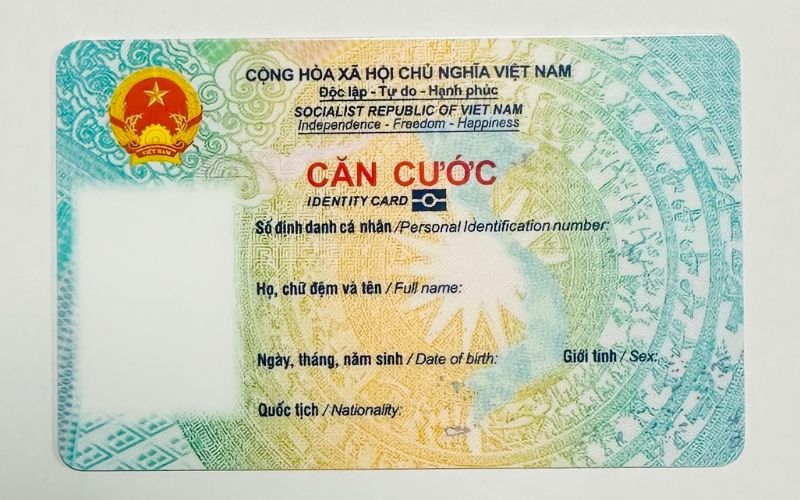 CỘNG HÒA XÃ HỘI CHỦ NGHĨA VIỆT NAM
Độc lập - Tự do - Hạnh phúc
SOCIALIST REPUBLIC OF VIET NAM
Independence - Freedom - Happiness
VIỆT NAM
CĂN CƯỚC
IDENTITY CARD
Số định danh cá nhân /Personal Identification number:
Họ, chữ đệm và tên / Full name:
Ngày, tháng, năm sinh / Date of birth: Giới tính / Sex:
Quốc tịch / Nationality: